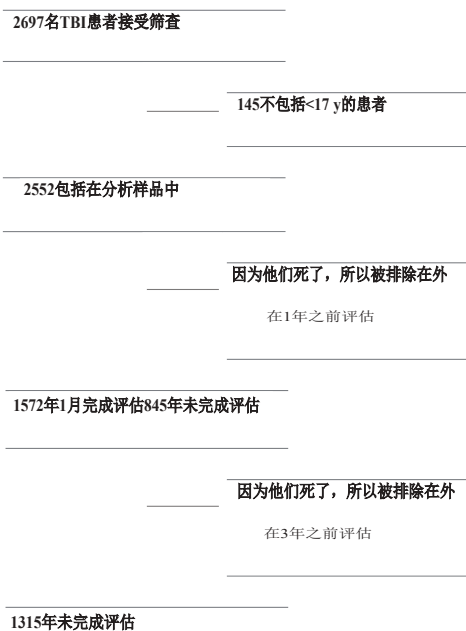 2697名TBI患者接受筛查
145不包括<17 y的患者
2552包括在分析样品中
因为他们死了，所以被排除在外
在1年之前评估
1572年1月完成评估845年未完成评估
因为他们死了，所以被排除在外
在3年之前评估
1315年未完成评估